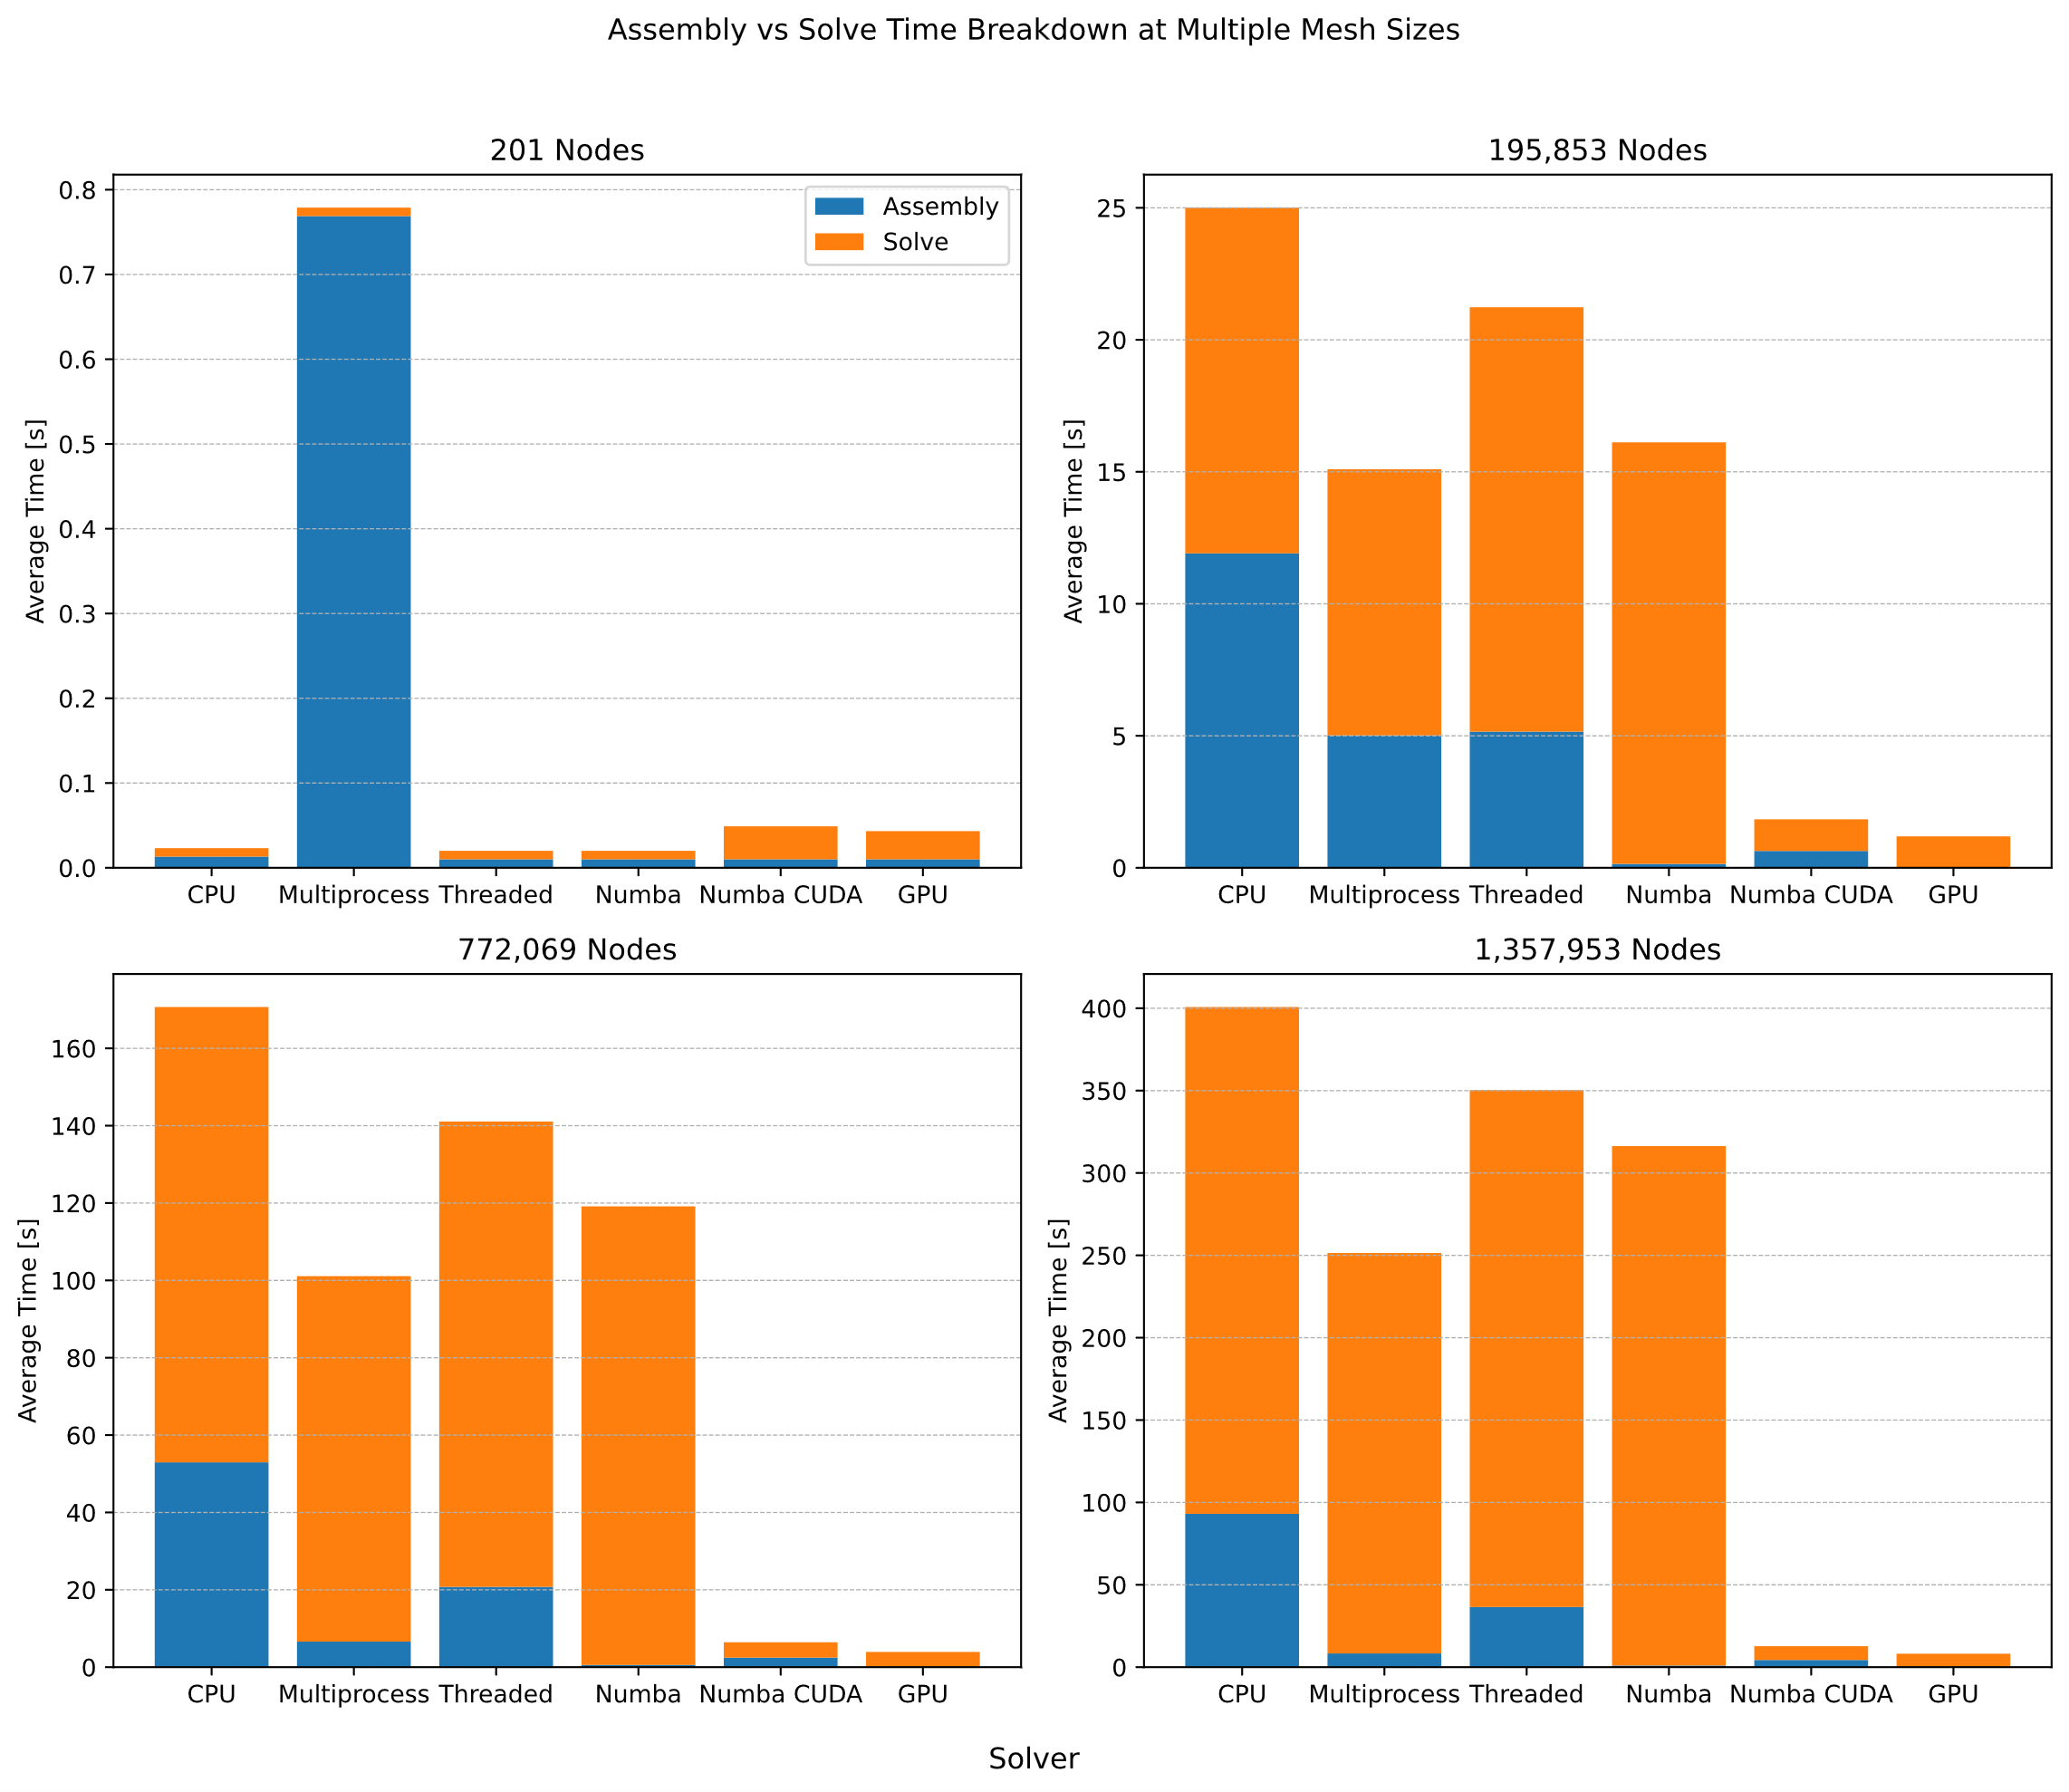 Assembly vs Solve Time Breakdown at Multiple Mesh Sizes
201 Nodes
Average Time [s]
0.8
0.7
0.6
0.5
0.4
0.3
0.2
0.1
0.0
Assembly
Solve
CPU Multiprocess Threaded Numba Numba CUDA GPU
195,853 Nodes
Average Time [s]
25
20
15
10
5
0
CPU Multiprocess Threaded Numba Numba CUDA GPU
772,069 Nodes
Average Time [s]
160
140
120
100
80
60
40
20
0
CPU Multiprocess Threaded Numba Numba CUDA GPU
1,357,953 Nodes
Average Time [s]
400
350
300
250
200
150
100
50
0
CPU Multiprocess Threaded Numba Numba CUDA GPU
Solver